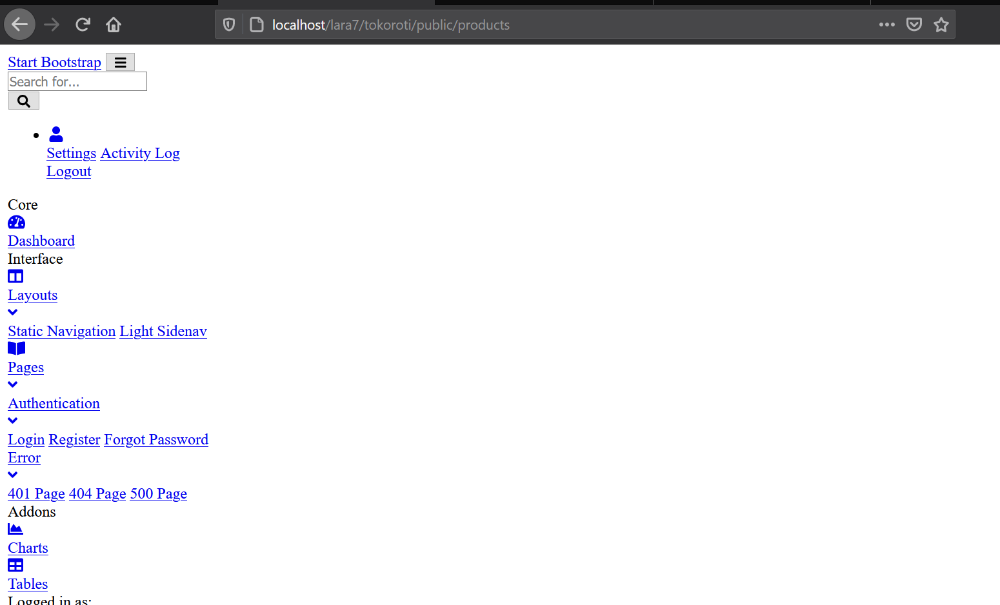 localhost/lara7/tokoroti/public/products
Start Bootstrap
Search for...
Settings Activity Log
Logout
Core
Dashboard
Interface
Layouts
Static Navigation Light Sidenav
Pages
Authentication
Login Register Forgot Password
Error
401 Page 404 Page 500 Page
Addons
Charts
Tables
Logged in as: